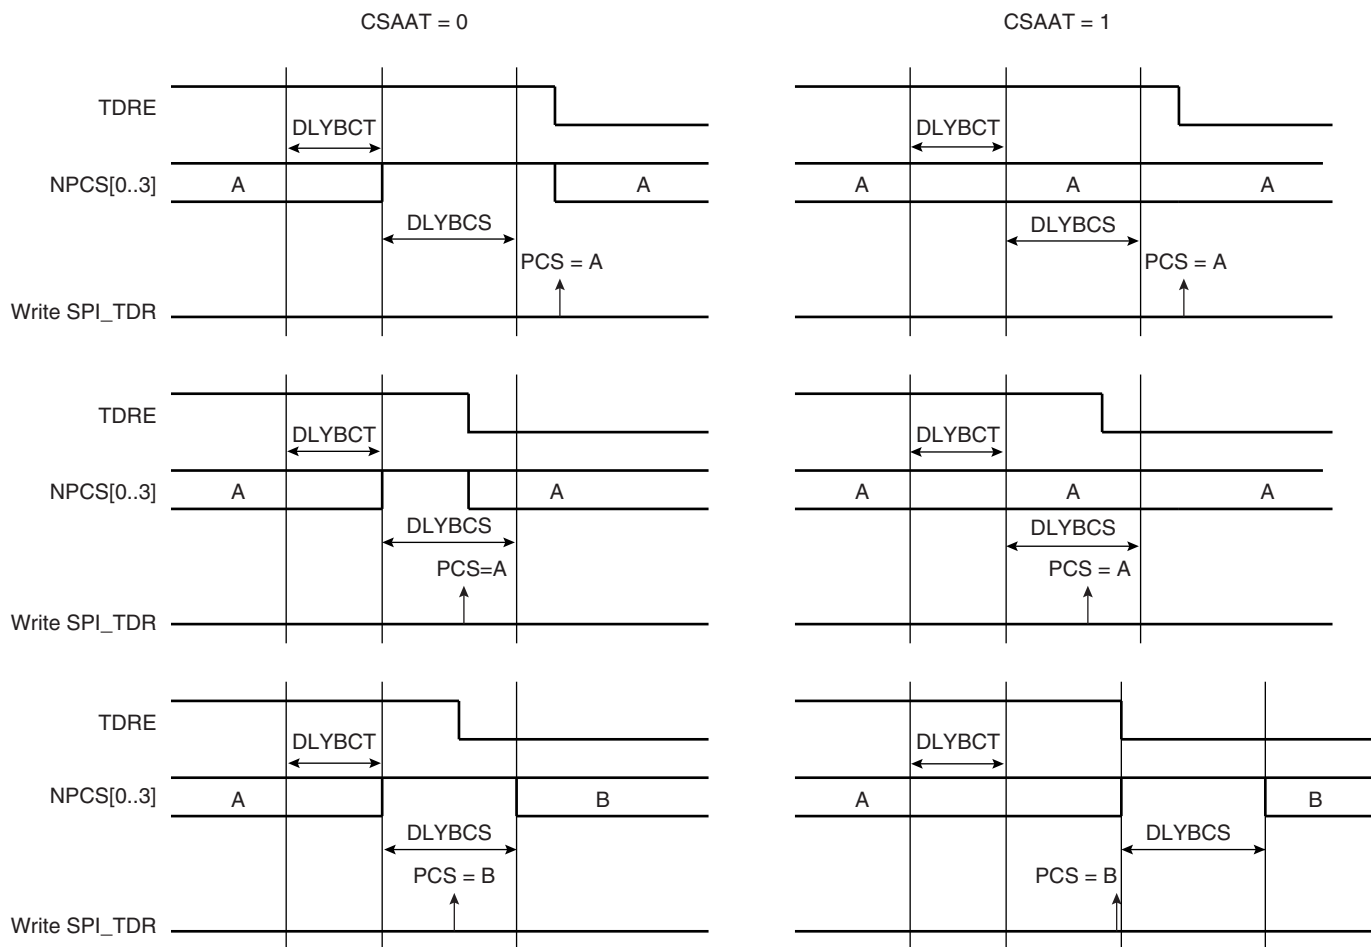 CSAAT = 0
CSAAT = 1
TDRE
DLYBCT
DLYBCT
NPCS[0..3]
A
A
A
A
A
DLYBCS
DLYBCS
PCS = A
PCS = A
Write SPI_TDR
TDRE
DLYBCT
DLYBCT
NPCS[0..3]
A
A
A
A
A
DLYBCS
DLYBCS
PCS=A
PCS = A
Write SPI_TDR
TDRE
DLYBCT
DLYBCT
NPCS[0..3]
A
B
A
B
DLYBCS
DLYBCS
PCS = B
PCS = B
Write SPI_TDR